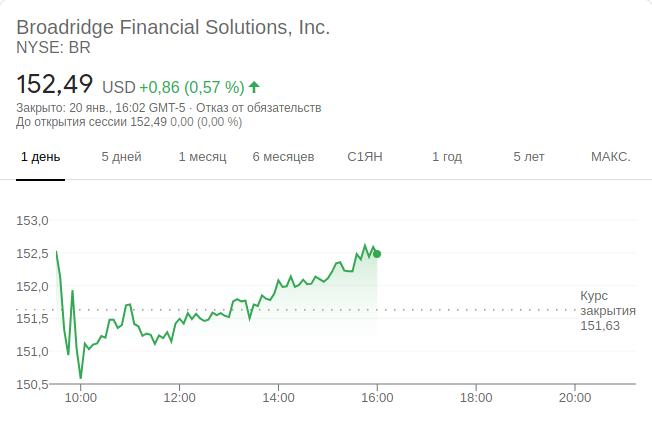 Broadridge Financial Solutions, Inc.
NYSE: BR
152,49 USD +0,86 (0,57 %)
Закрыто: 20 янв., 16:02 GMT-5 · Отказ от обязательств
До открытия сессии 152,49 0,00 (0,00 %)
1 день 5 дней 1 месяц 6 месяцев С1ЯН 1 год 5 лет МАКС.
153,0
152,5
152,0
151,5
151,0
150,5
Курс
закрытия
151,63
10:00 12:00 14:00 16:00 18:00 20:00